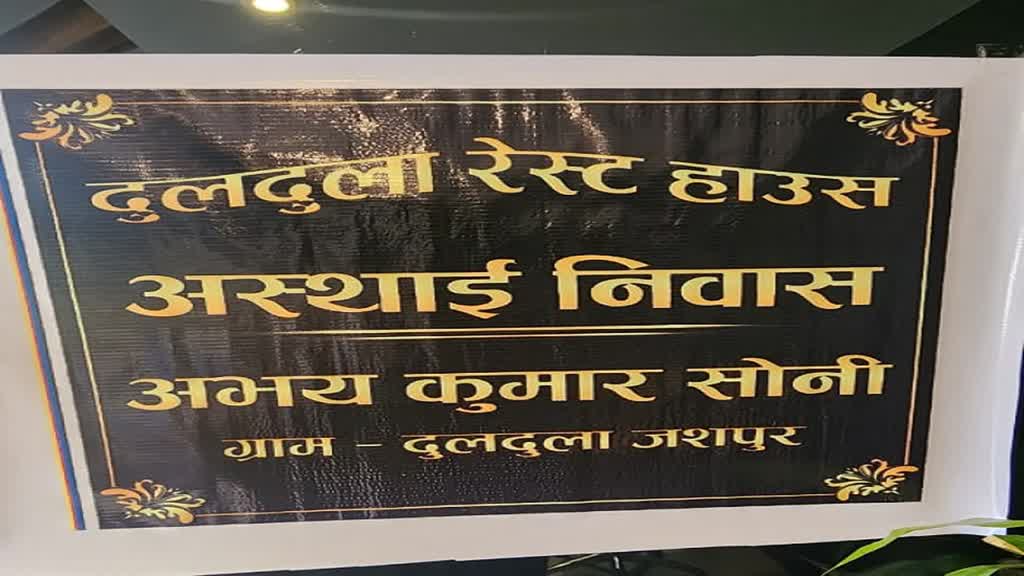 दुलदुला रेस्ट हाउस
अस्थाई निवास
अभय कुमार सोनी
ग्राम - दुलदुला जशपुर